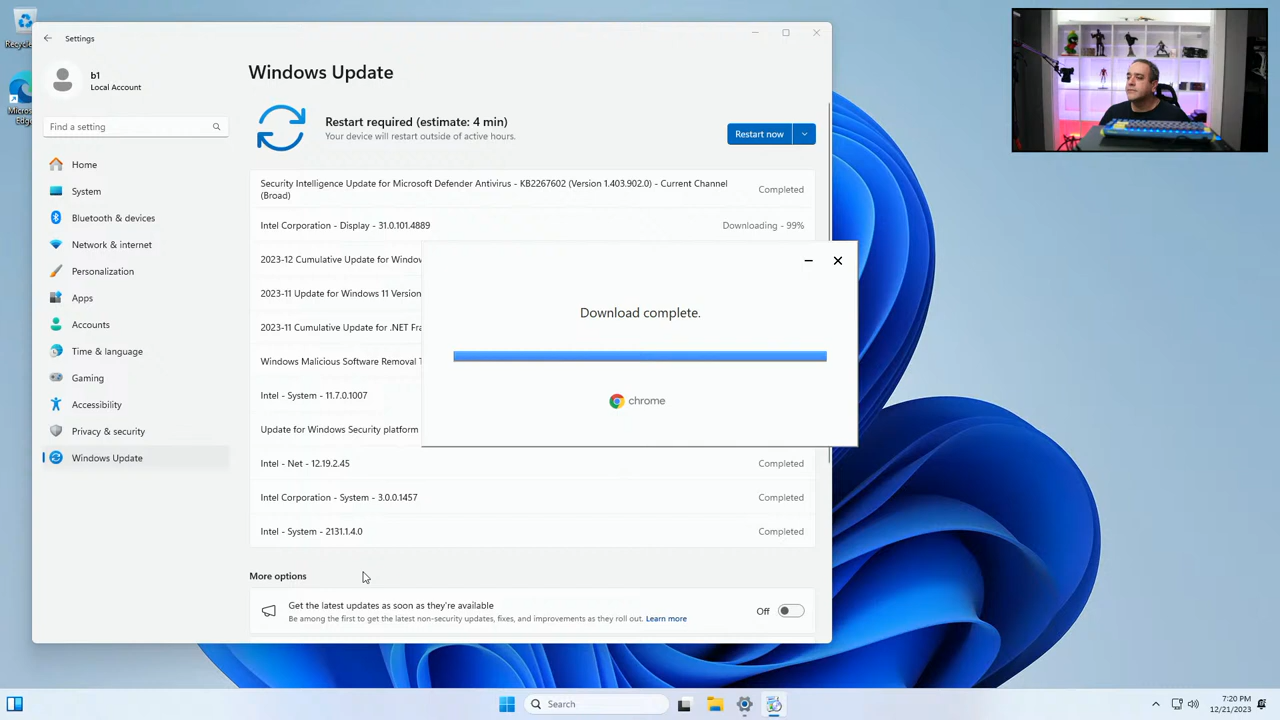 Recycle
Micros
Edge
Settings
b1
Local Account
Find a setting
Home
System
Bluetooth & devices
Network & internet
Personalization
Apps
Accounts
Time & language
Gaming
Accessibility
Privacy & security
Windows Update
Windows Update
Restart required (estimate: 4 min)
Your device will restart outside of active hours.
Restart now
Security Intelligence Update for Microsoft Defender Antivirus - KB2267602 (Version 1.403.902.0) - Current Channel
(Broad)
Completed
Intel Corporation - Display - 31.0.101.4889
Downloading - 99%
2023-12 Cumulative Update for Window
2023-11 Update for Windows 11 Version
2023-11 Cumulative Update for .NET Fra
Windows Malicious Software Removal T
Intel - System - 11.7.0.1007
Update for Windows Security platform
Download complete.
chrome
Intel - Net - 12.19.2.45
Completed
Intel Corporation - System - 3.0.0.1457
Completed
Intel - System - 2131.1.4.0
Completed
More options
Get the latest updates as soon as they're available
Be among the first to get the latest non-security updates, fixes, and improvements as they roll out. Learn more
Off
Search
7:20 PM
12/21/2023